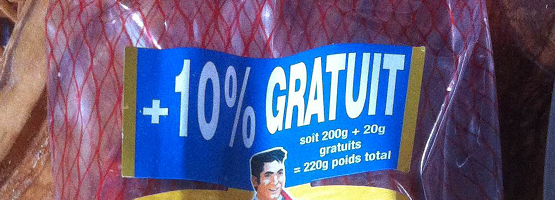 + 10% GRATUIT
soit 200g + 20g
gratuits
= 220g poids total